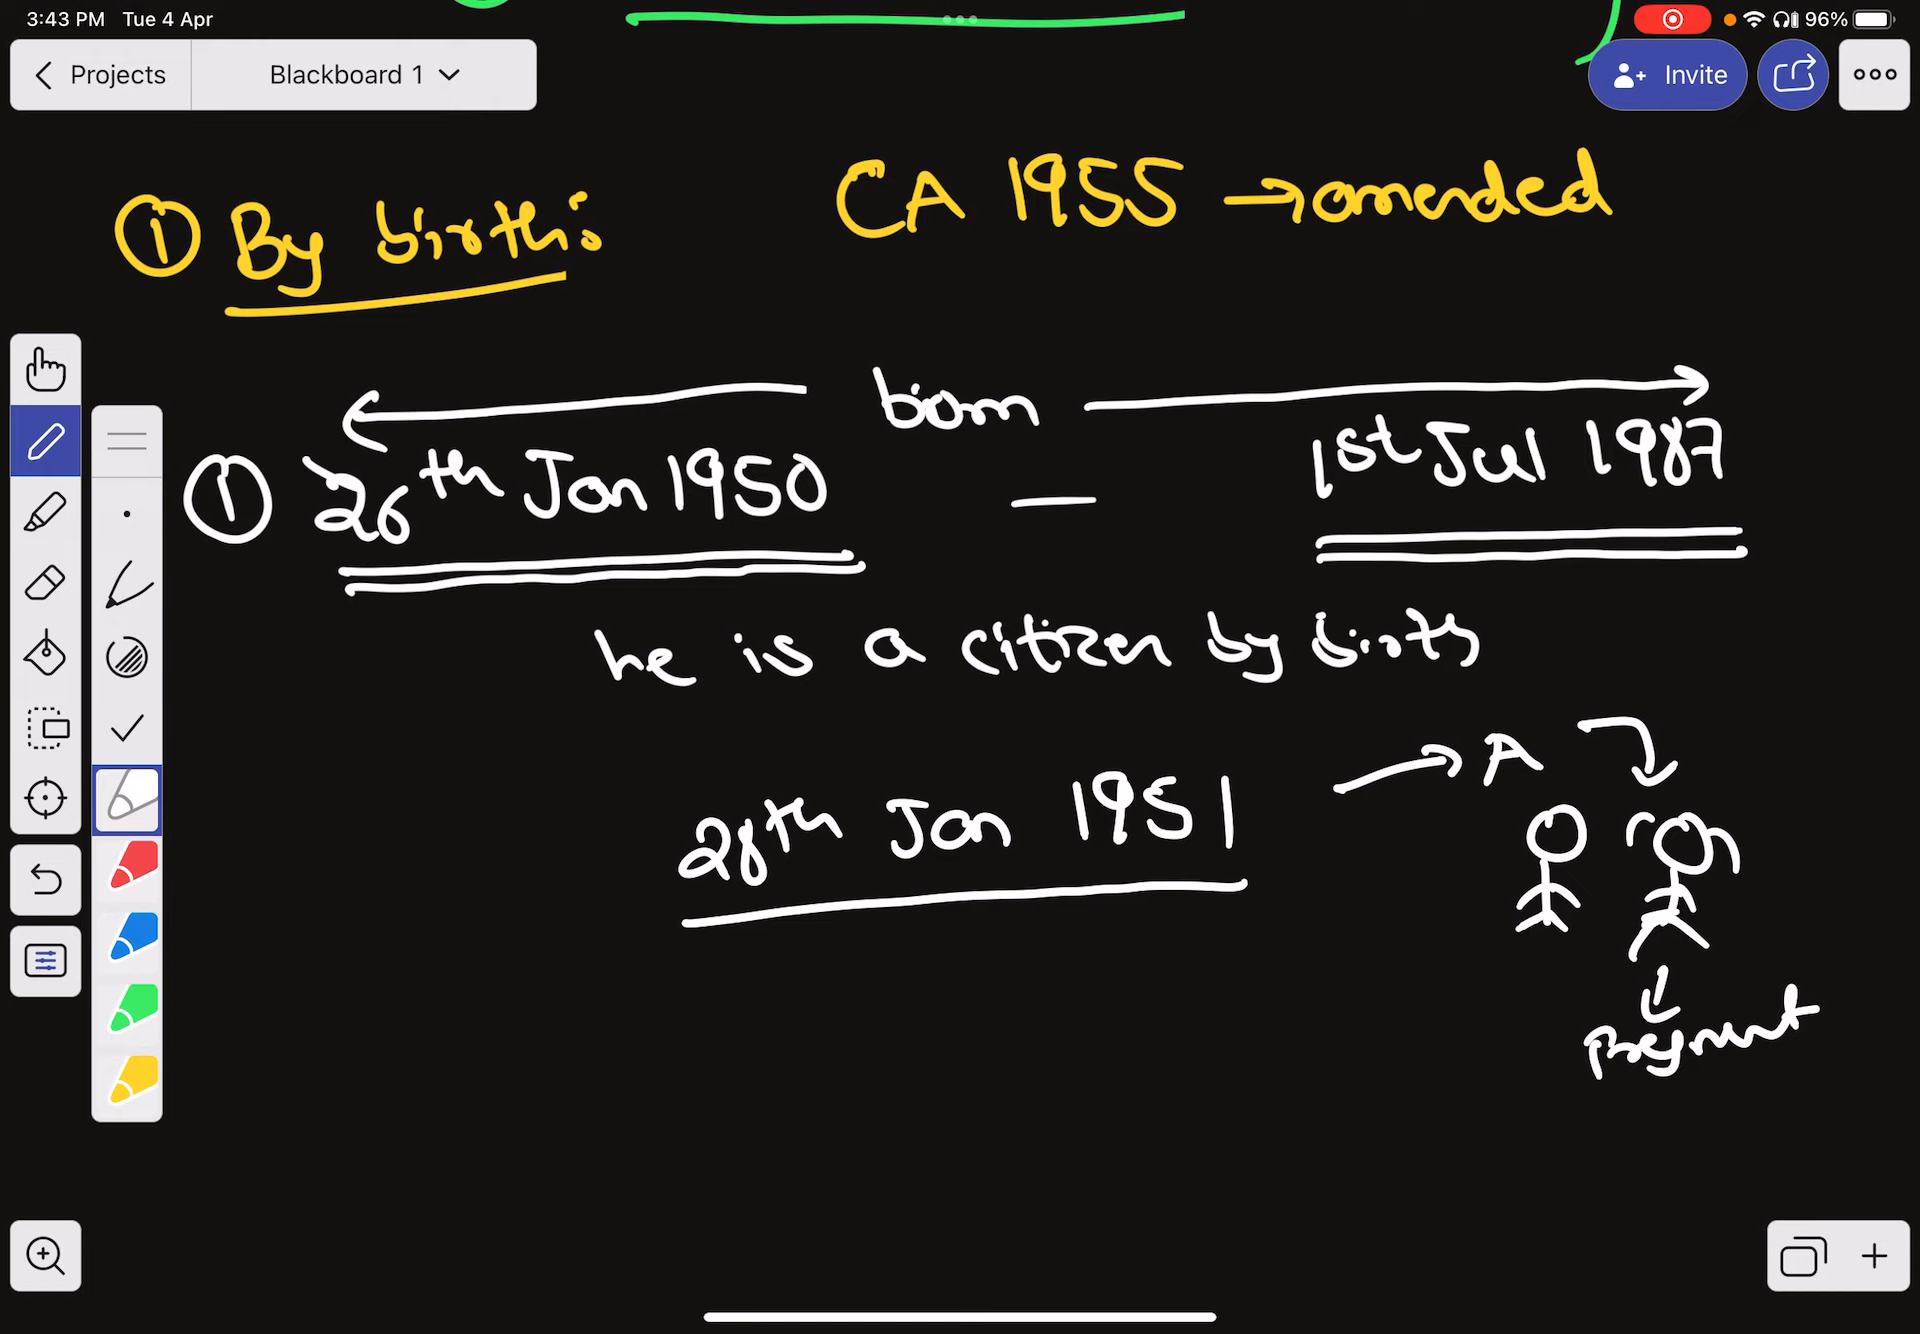 3:43 PM Tue 4 Apr
96%
Projects
Blackboard 1
Invite
CA 1955 → amended
① By birth:
born
① 26th Jan 1950 — 1st Jul 1987
he is a citizen by birth
28th Jan 1951 → A
pregnant